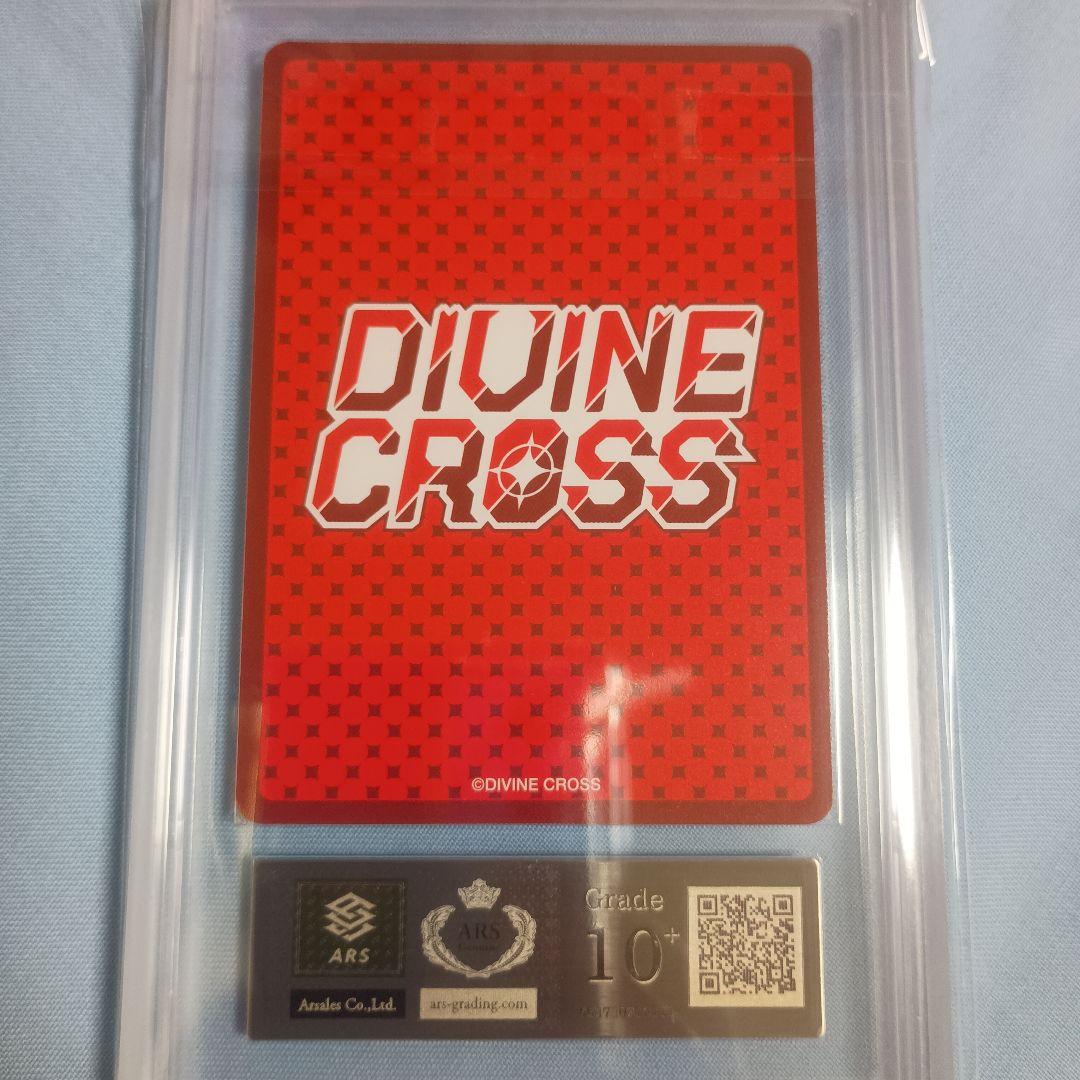 DIVINE
CROSS
©DIVINE CROSS
ARS
Arsales Co.,Ltd.
ARS
ars-grading.com
Grade
10+